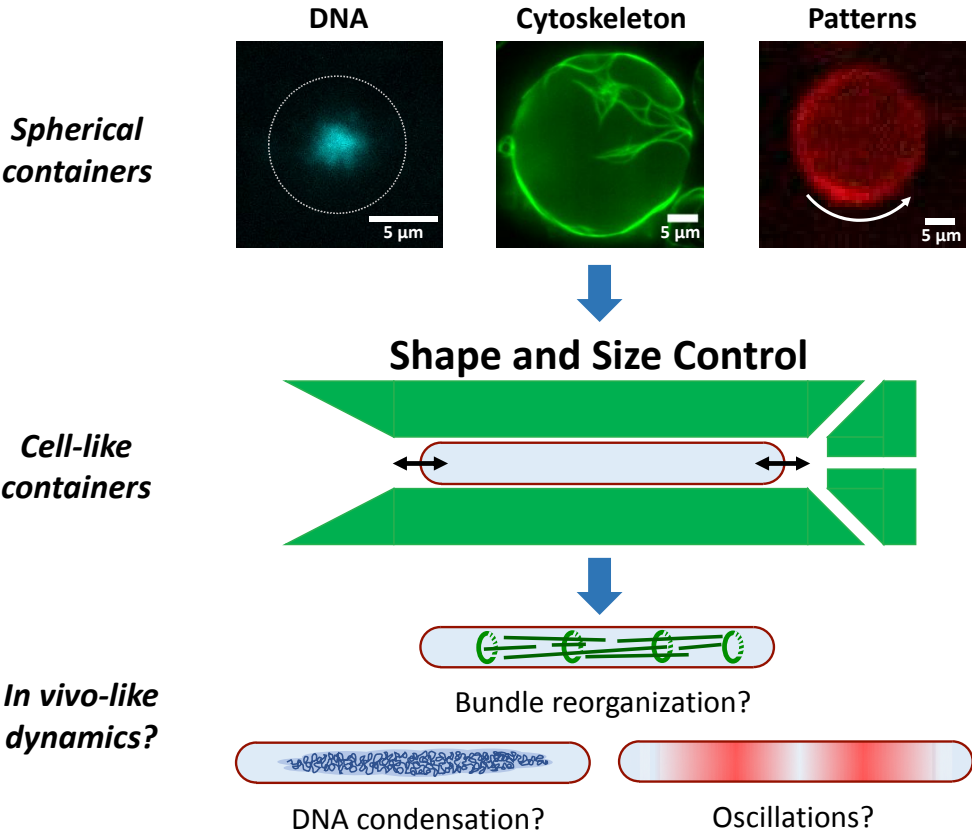 DNA
Cytoskeleton
Patterns
Spherical
containers
5 µm
5 µm
5 µm
Shape and Size Control
Cell-like
containers
Bundle reorganization?
In vivo-like
dynamics?
DNA condensation?
Oscillations?